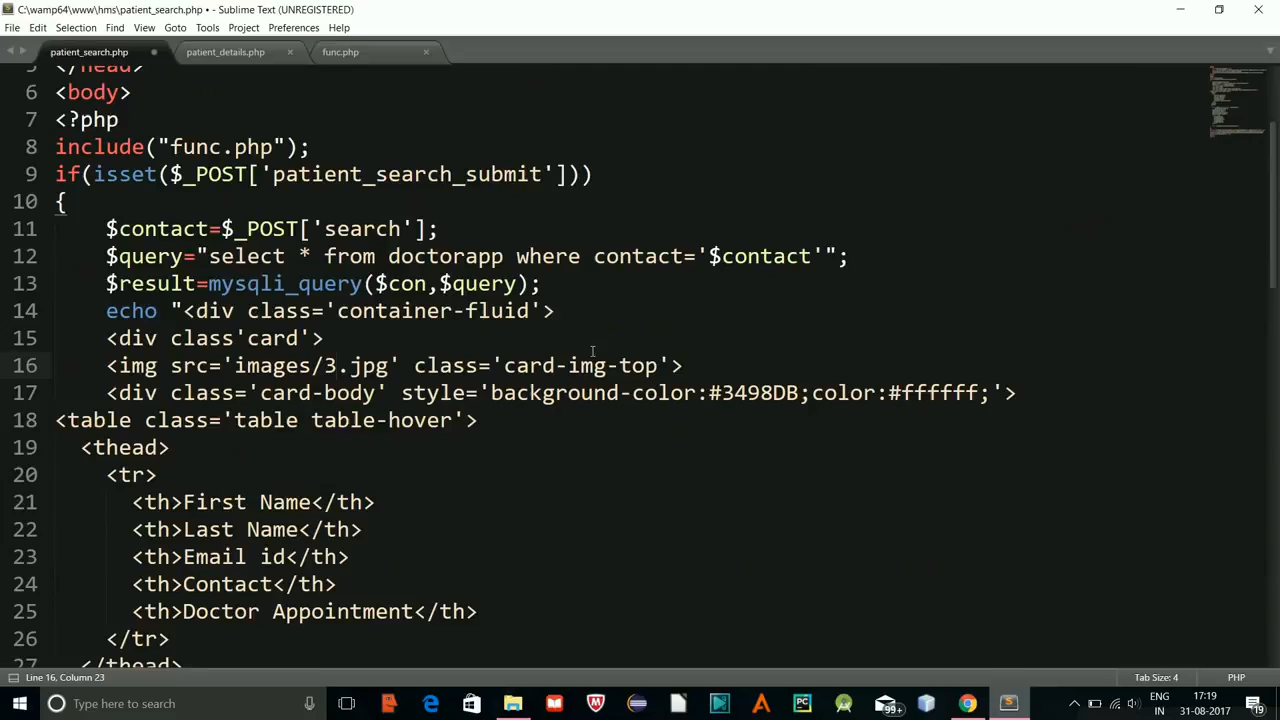 C:\wamp64\www\hms\patient_search.php • - Sublime Text (UNREGISTERED)
File Edit Selection Find View Goto Tools Project Preferences Help
patient_search.php patient_details.php func.php
5 </head>
6 <body>
7 <?php
8 include("func.php");
9 if(isset($_POST['patient_search_submit']))
10 {
11 $contact=$_POST['search'];
12 $query="select * from doctorapp where contact='$contact'";
13 $result=mysqli_query($con,$query);
14 echo "<div class='container-fluid'>
15 <div class'card'>
16 <img src='images/3.jpg' class='card-img-top'>
17 <div class='card-body' style='background-color:#3498DB;color:#ffffff;'>
18 <table class='table table-hover'>
19 <thead>
20 <tr>
21 <th>First Name</th>
22 <th>Last Name</th>
23 <th>Email id</th>
24 <th>Contact</th>
25 <th>Doctor Appointment</th>
26 </tr>
27 </thead>
Line 16, Column 23 Tab Size: 4 PHP
Type here to search 99+ ENG 17:19
IN 31-08-2017 19